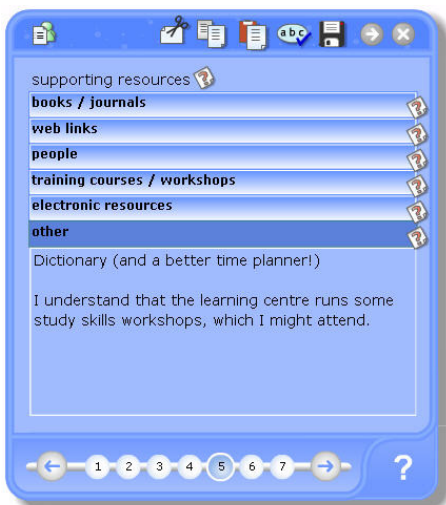 abc
supporting resources
books / journals
web links
people
training courses / workshops
electronic resources
other
Dictionary (and a better time planner!)
I understand that the learning centre runs some
study skills workshops, which I might attend.
1 2 3 4 5 6 7
?